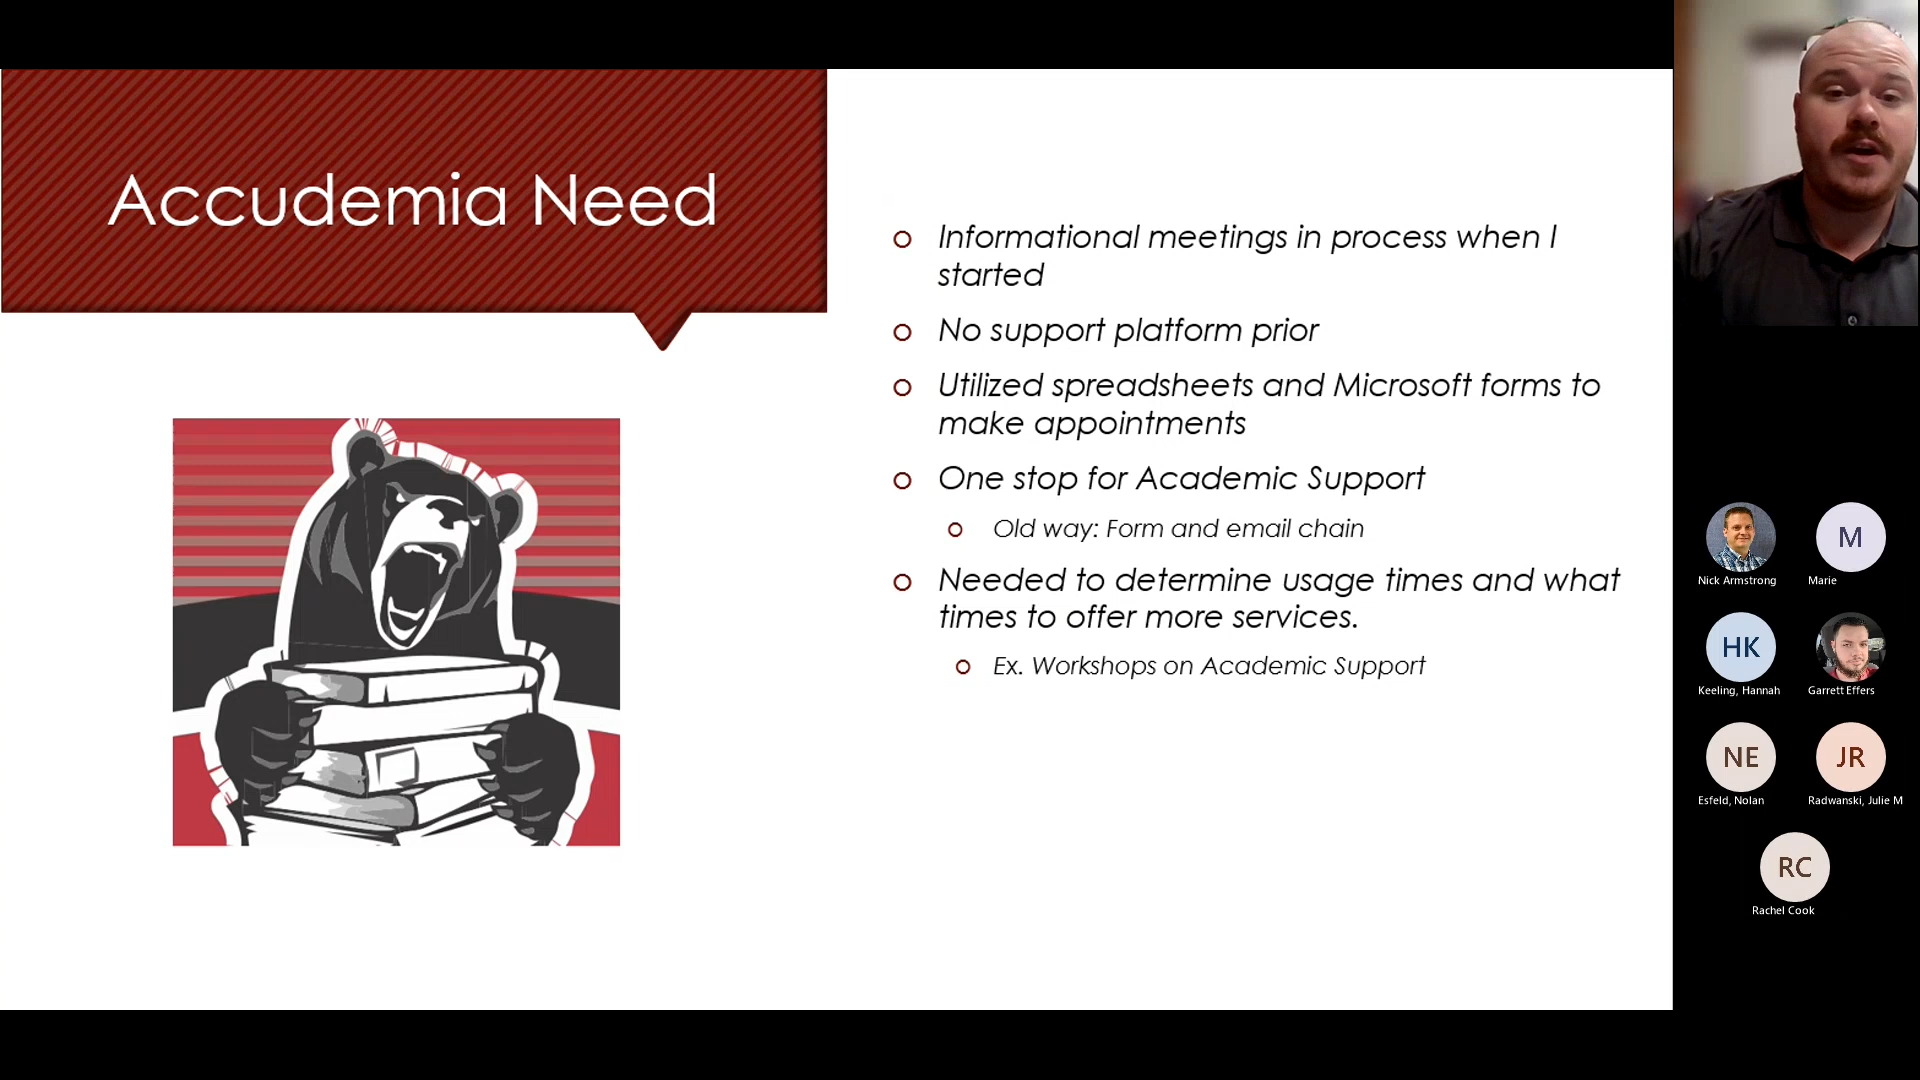 Accudemia Need
Informational meetings in process when I
started
No support platform prior
Utilized spreadsheets and Microsoft forms to
make appointments
One stop for Academic Support
Old way: Form and email chain
Needed to determine usage times and what
times to offer more services.
Ex. Workshops on Academic Support
Nick Armstrong
M
Marie
HK
Keeling, Hannah
Garrett Effers
NE
Esfeld, Nolan
JR
Radwanski, Julie M
RC
Rachel Cook